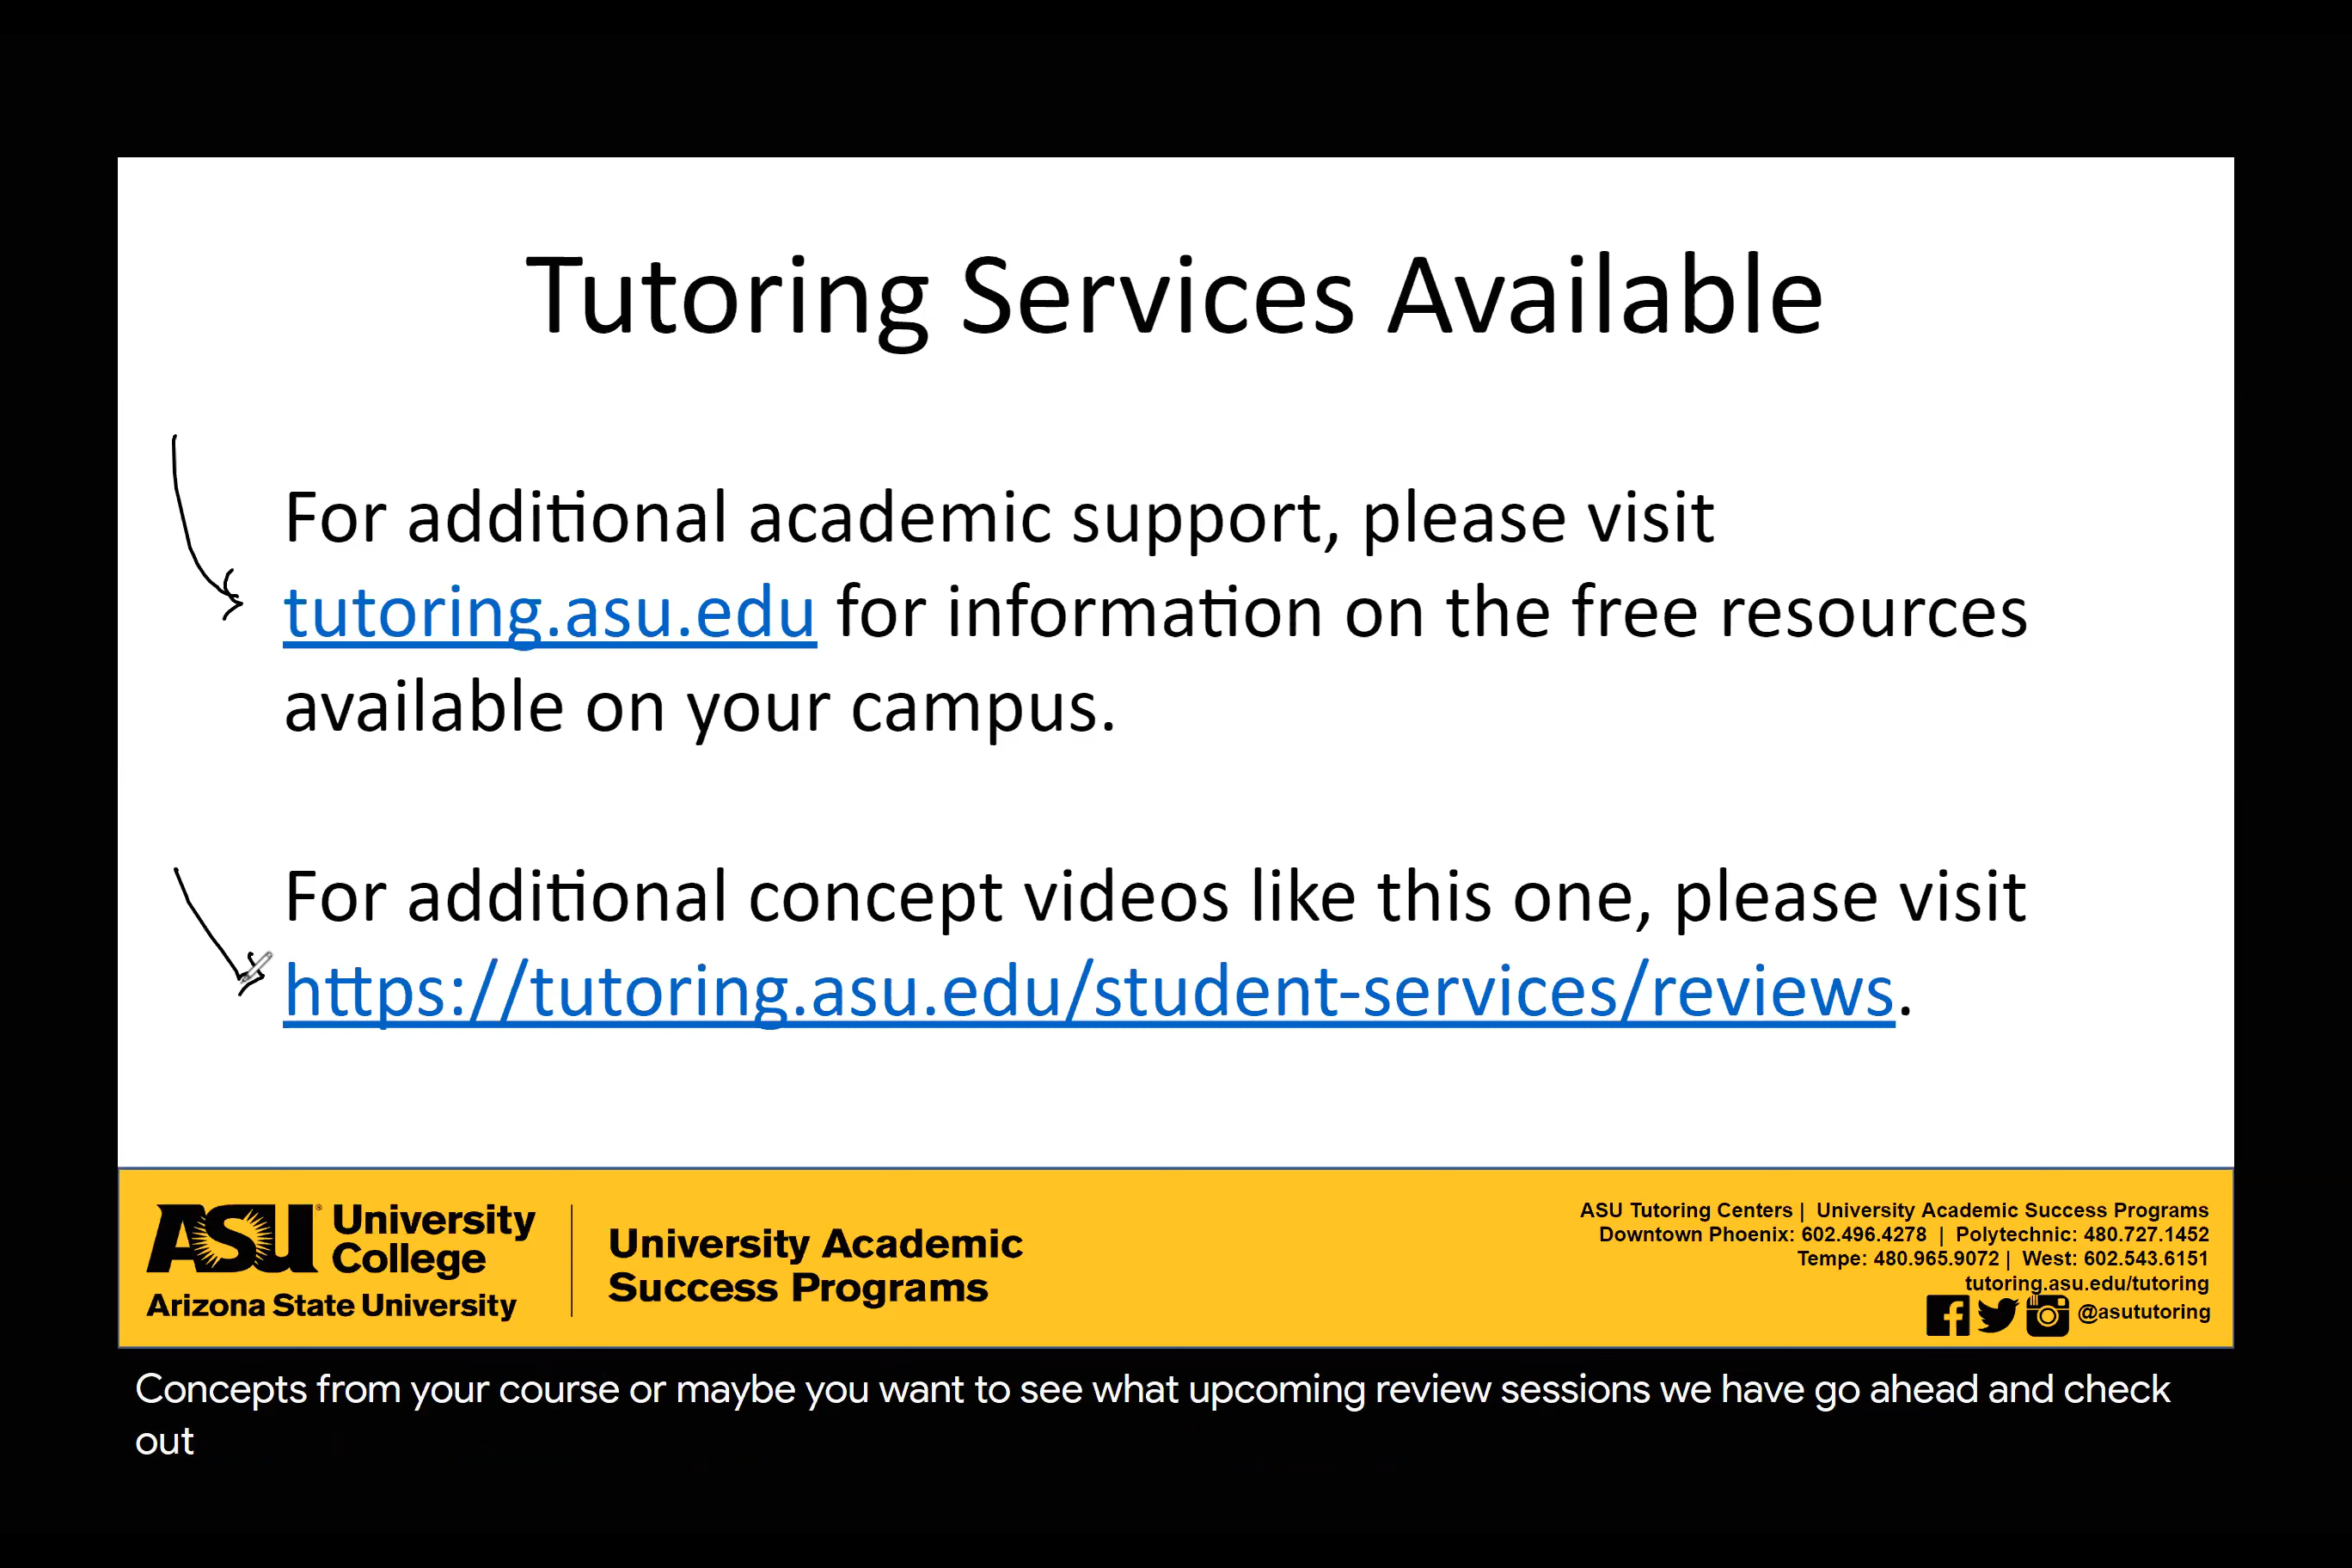 Tutoring Services Available
For additional academic support, please visit
tutoring.asu.edu for information on the free resources
available on your campus.
For additional concept videos like this one, please visit
https://tutoring.asu.edu/student-services/reviews.
ASU® University
College
Arizona State University
University Academic
Success Programs
ASU Tutoring Centers | University Academic Success Programs
Downtown Phoenix: 602.496.4278 | Polytechnic: 480.727.1452
Tempe: 480.965.9072 | West: 602.543.6151
tutoring.asu.edu/tutoring
@asututoring
Concepts from your course or maybe you want to see what upcoming review sessions we have go ahead and check
out